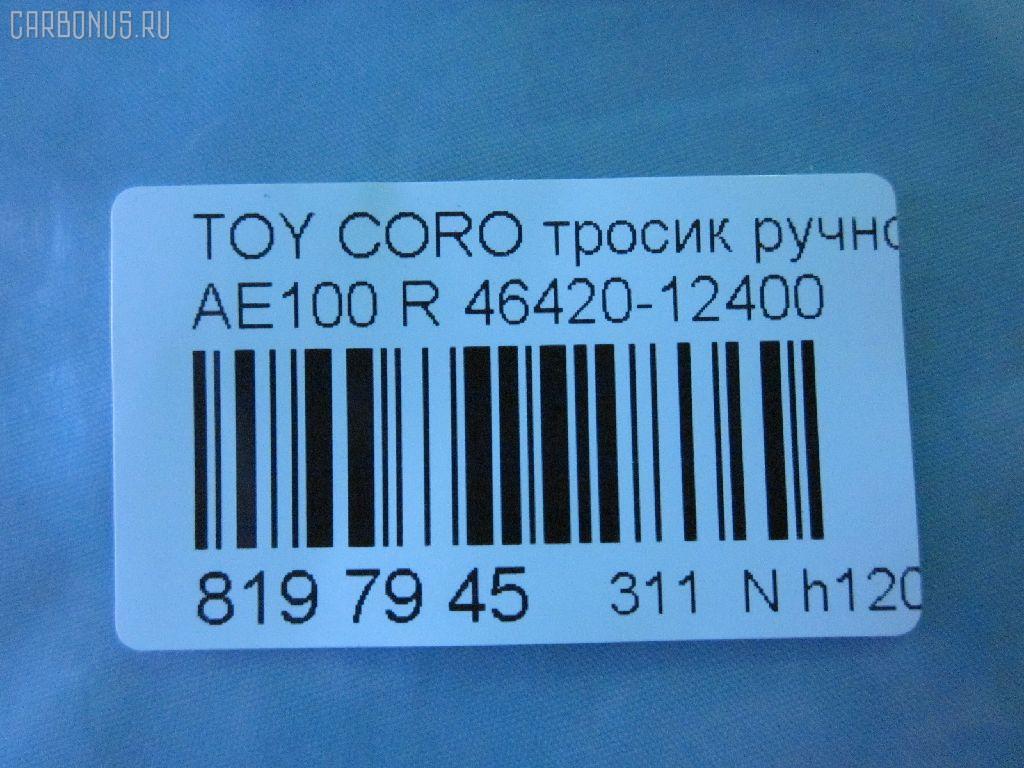 CARBONUS.RU
TOY CORO тросик ручно
AE100 R 46420-12400
819 79 45 311 N h120